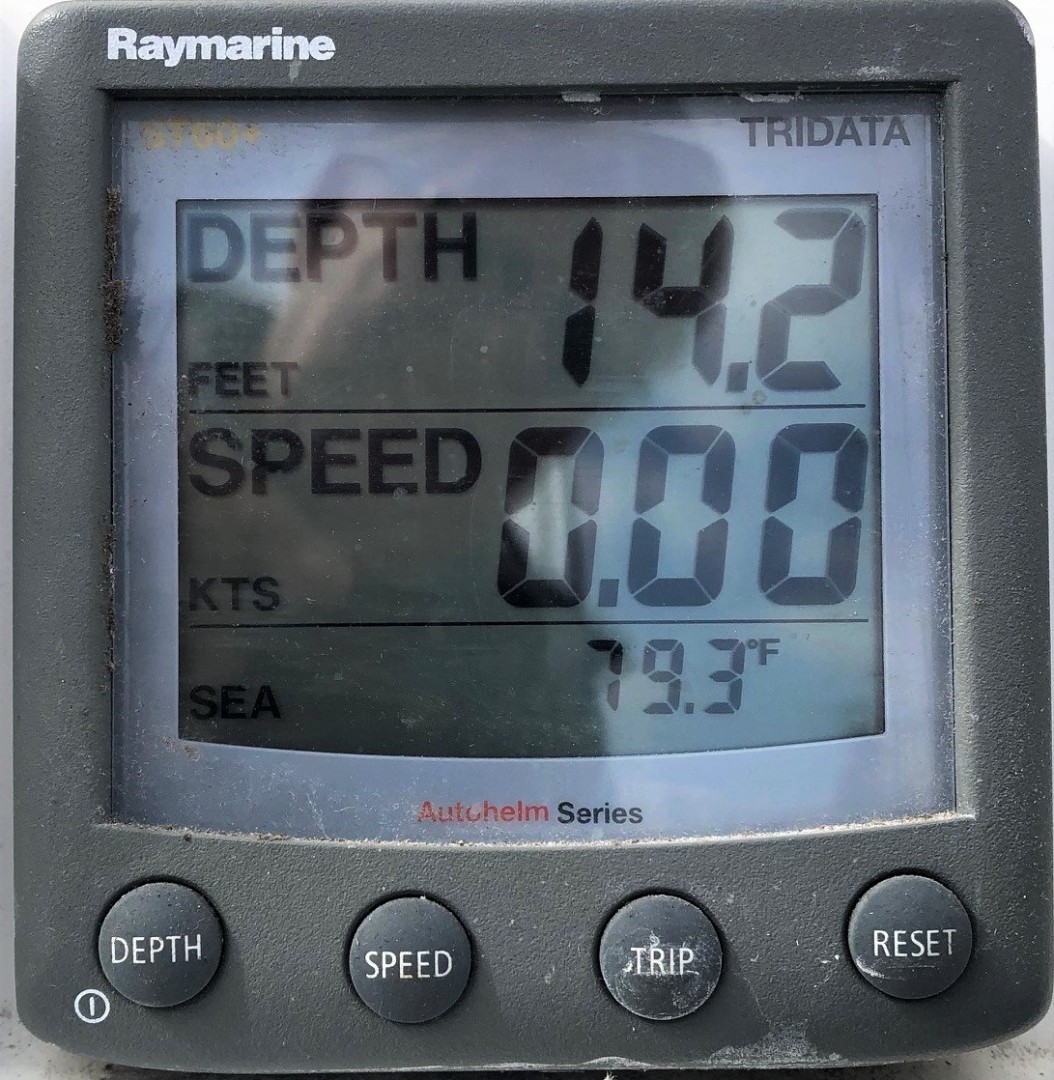 Raymarine
ST60+ TRIDATA
DEPTH 14.2
FEET
SPEED 0.00
KTS
79.3°F
SEA
Autohelm Series
DEPTH SPEED TRIP RESET